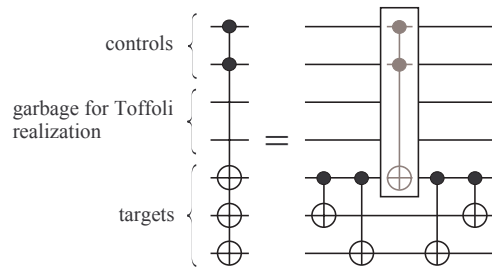 controls
garbage for Toffoli
realization
=
targets